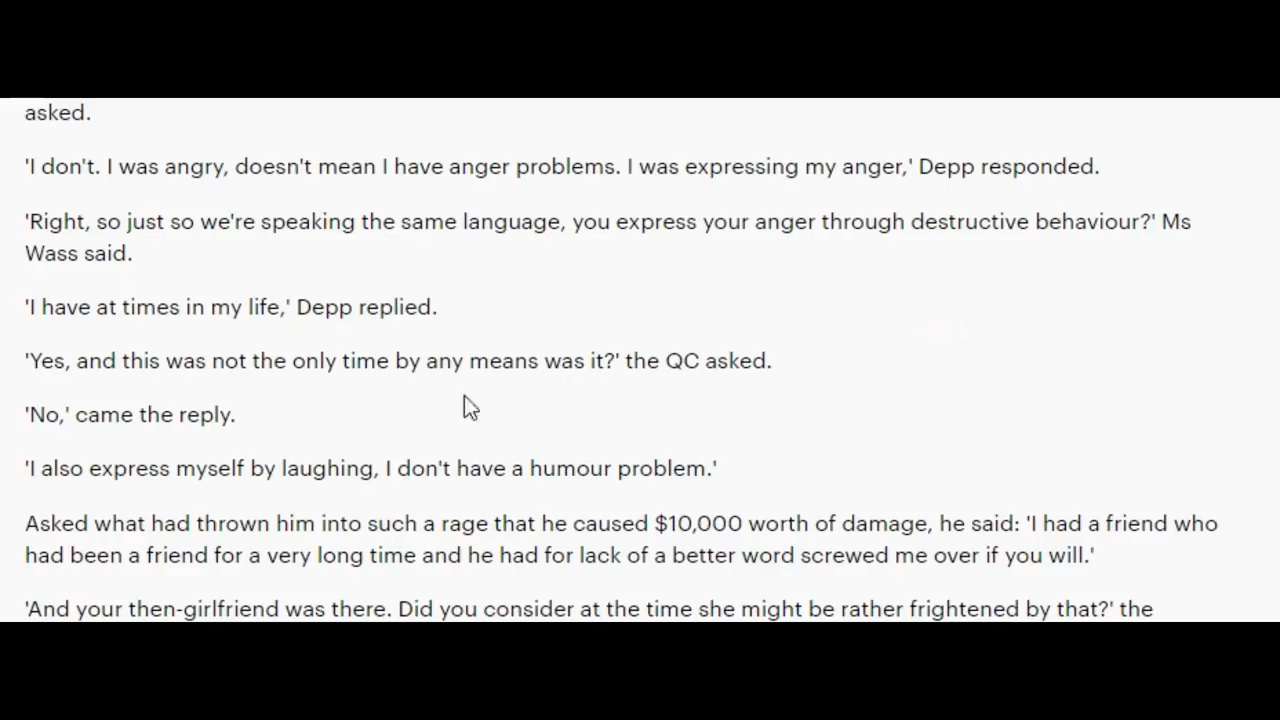 asked.
'I don't. I was angry, doesn't mean I have anger problems. I was expressing my anger,' Depp responded.
'Right, so just so we're speaking the same language, you express your anger through destructive behaviour?' Ms
Wass said.
'I have at times in my life,' Depp replied.
'Yes, and this was not the only time by any means was it?' the QC asked.
'No,' came the reply.
'I also express myself by laughing, I don't have a humour problem.'
Asked what had thrown him into such a rage that he caused $10,000 worth of damage, he said: 'I had a friend who
had been a friend for a very long time and he had for lack of a better word screwed me over if you will.'
'And your then-girlfriend was there. Did you consider at the time she might be rather frightened by that?' the